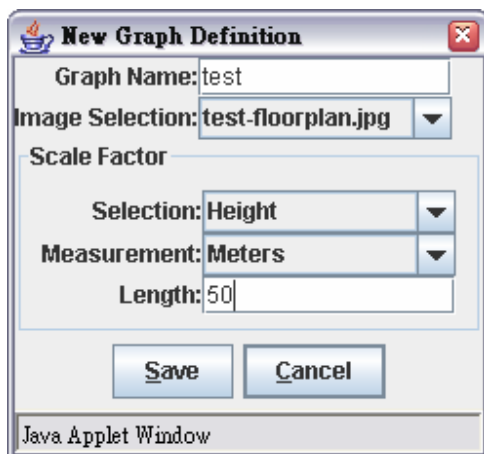 New Graph Definition
Graph Name: test
Image Selection: test-floorplan.jpg
Scale Factor
Selection: Height
Measurement: Meters
Length: 50
Save Cancel
Java Applet Window